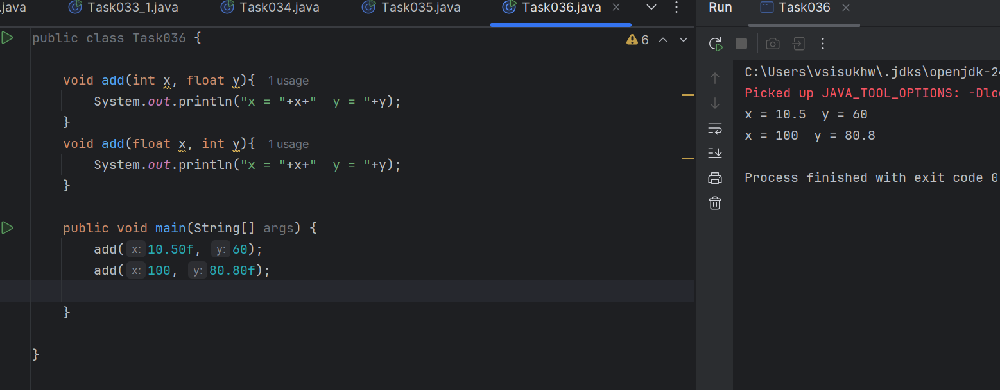 .java Task033_1.java Task034.java Task035.java Task036.java
public class Task036 { 6
void add(int x, float y){ 1 usage
System.out.println("x = "+x+"  y = "+y);
}
void add(float x, int y){ 1 usage
System.out.println("x = "+x+"  y = "+y);
}
public void main(String[] args) {
add( x: 10.50f, y: 60);
add( x: 100, y: 80.80f);
}
}
Run Task036
C:\Users\vsisukhw\.jdks\openjdk-24
Picked up JAVA_TOOL_OPTIONS: -Dlo
x = 10.5  y = 60
x = 100  y = 80.8
Process finished with exit code 0